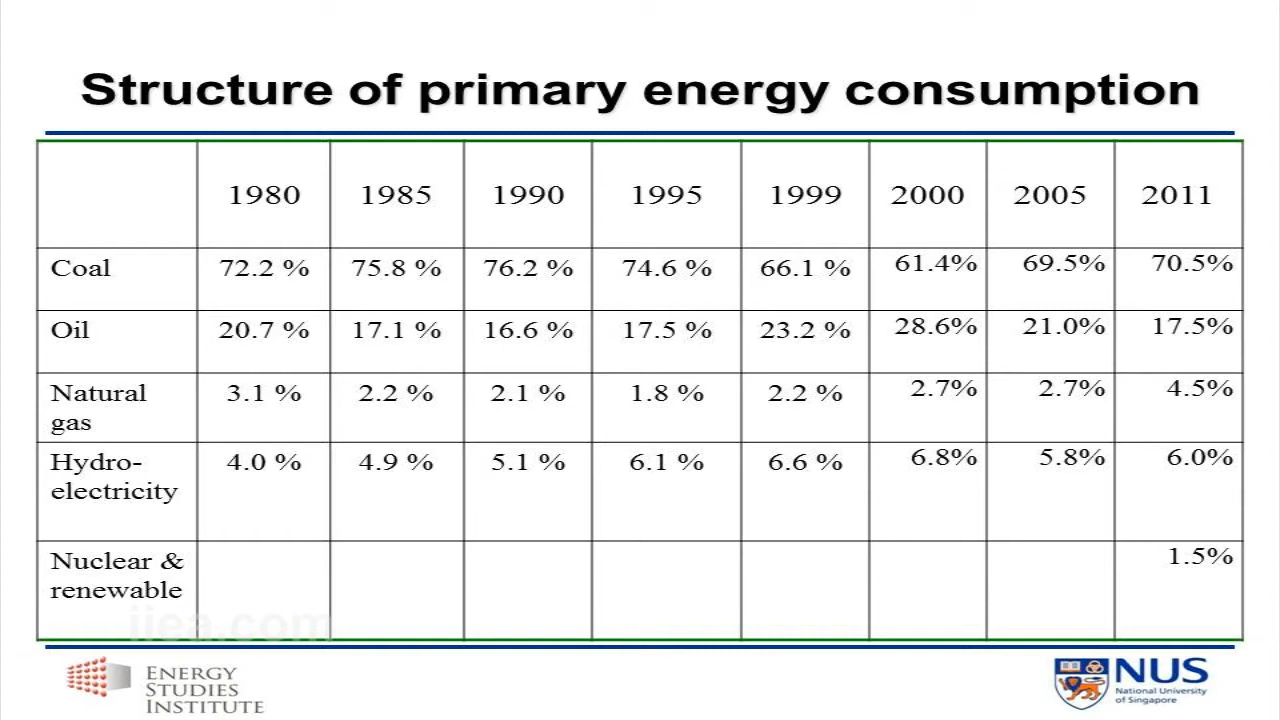 Structure of primary energy consumption
1980 1985 1990 1995 1999 2000 2005 2011
Coal 72.2 % 75.8 % 76.2 % 74.6 % 66.1 % 61.4% 69.5% 70.5%
Oil 20.7 % 17.1 % 16.6 % 17.5 % 23.2 % 28.6% 21.0% 17.5%
Natural 3.1 % 2.2 % 2.1 % 1.8 % 2.2 % 2.7% 2.7% 4.5%
gas
Hydro- 4.0 % 4.9 % 5.1 % 6.1 % 6.6 % 6.8% 5.8% 6.0%
electricity
Nuclear & 1.5%
renewable
iiea.com
ENERGY
STUDIES
INSTITUTE
NUS
National University
of Singapore